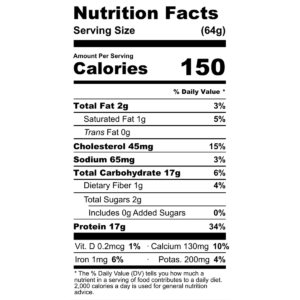 Nutrition Facts
Serving Size (64g)
Amount Per Serving
Calories 150
% Daily Value *
Total Fat 2g 3%
Saturated Fat 1g 5%
Trans Fat 0g
Cholesterol 45mg 15%
Sodium 65mg 3%
Total Carbohydrate 17g 6%
Dietary Fiber 1g 4%
Total Sugars 2g
Includes 0g Added Sugars 0%
Protein 17g 34%
Vit. D 0.2mcg 1% · Calcium 130mg 10%
Iron 1mg 6% · Potas. 200mg 4%
* The % Daily Value (DV) tells you how much a
nutrient in a serving of food contributes to a daily diet.
2,000 calories a day is used for general nutrition
advice.